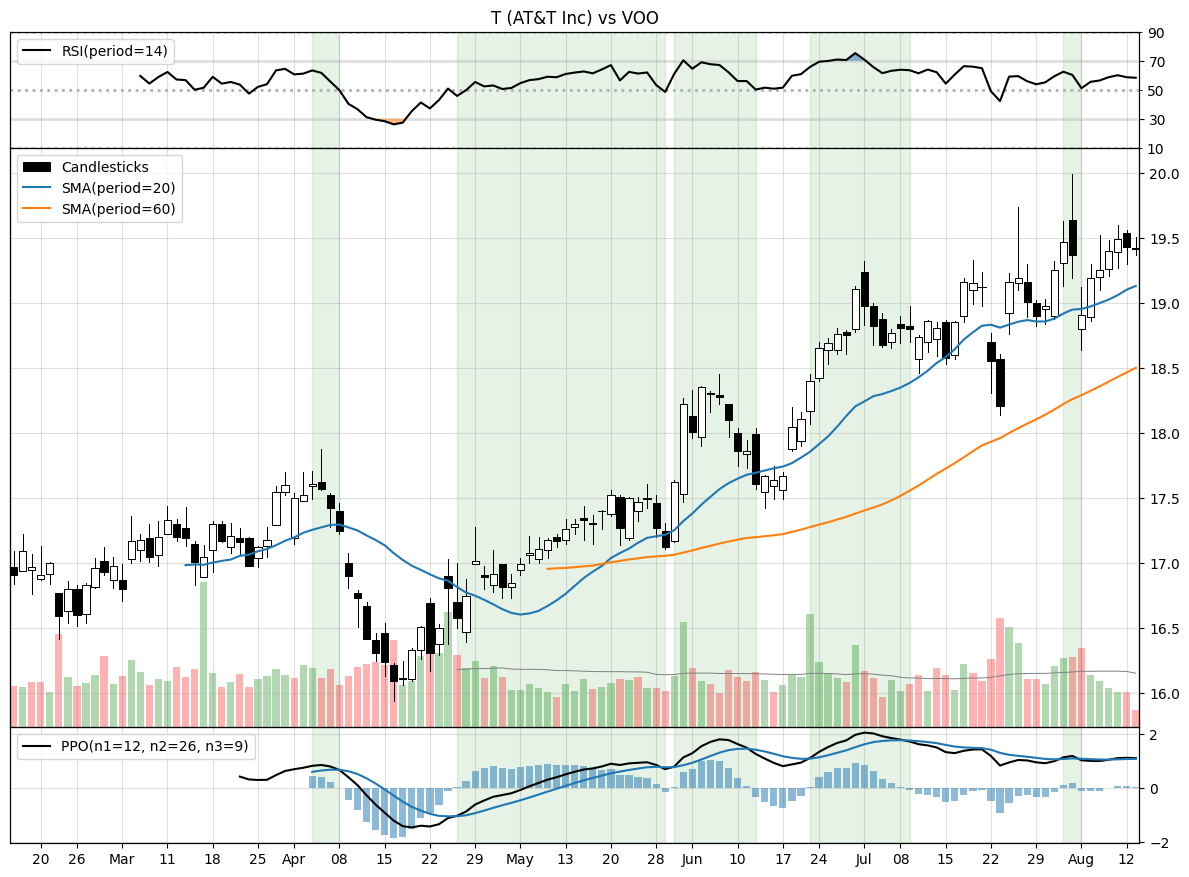 T (AT&T Inc) vs VOO
RSI(period=14)
90
70
50
30
10
Candlesticks
SMA(period=20)
SMA(period=60)
20.0
19.5
19.0
18.5
18.0
17.5
17.0
16.5
16.0
PPO(n1=12, n2=26, n3=9)
2
0
−2
20 26 Mar 11 18 25 Apr 08 15 22 29 May 13 20 28 Jun 10 17 24 Jul 08 15 22 29 Aug 12